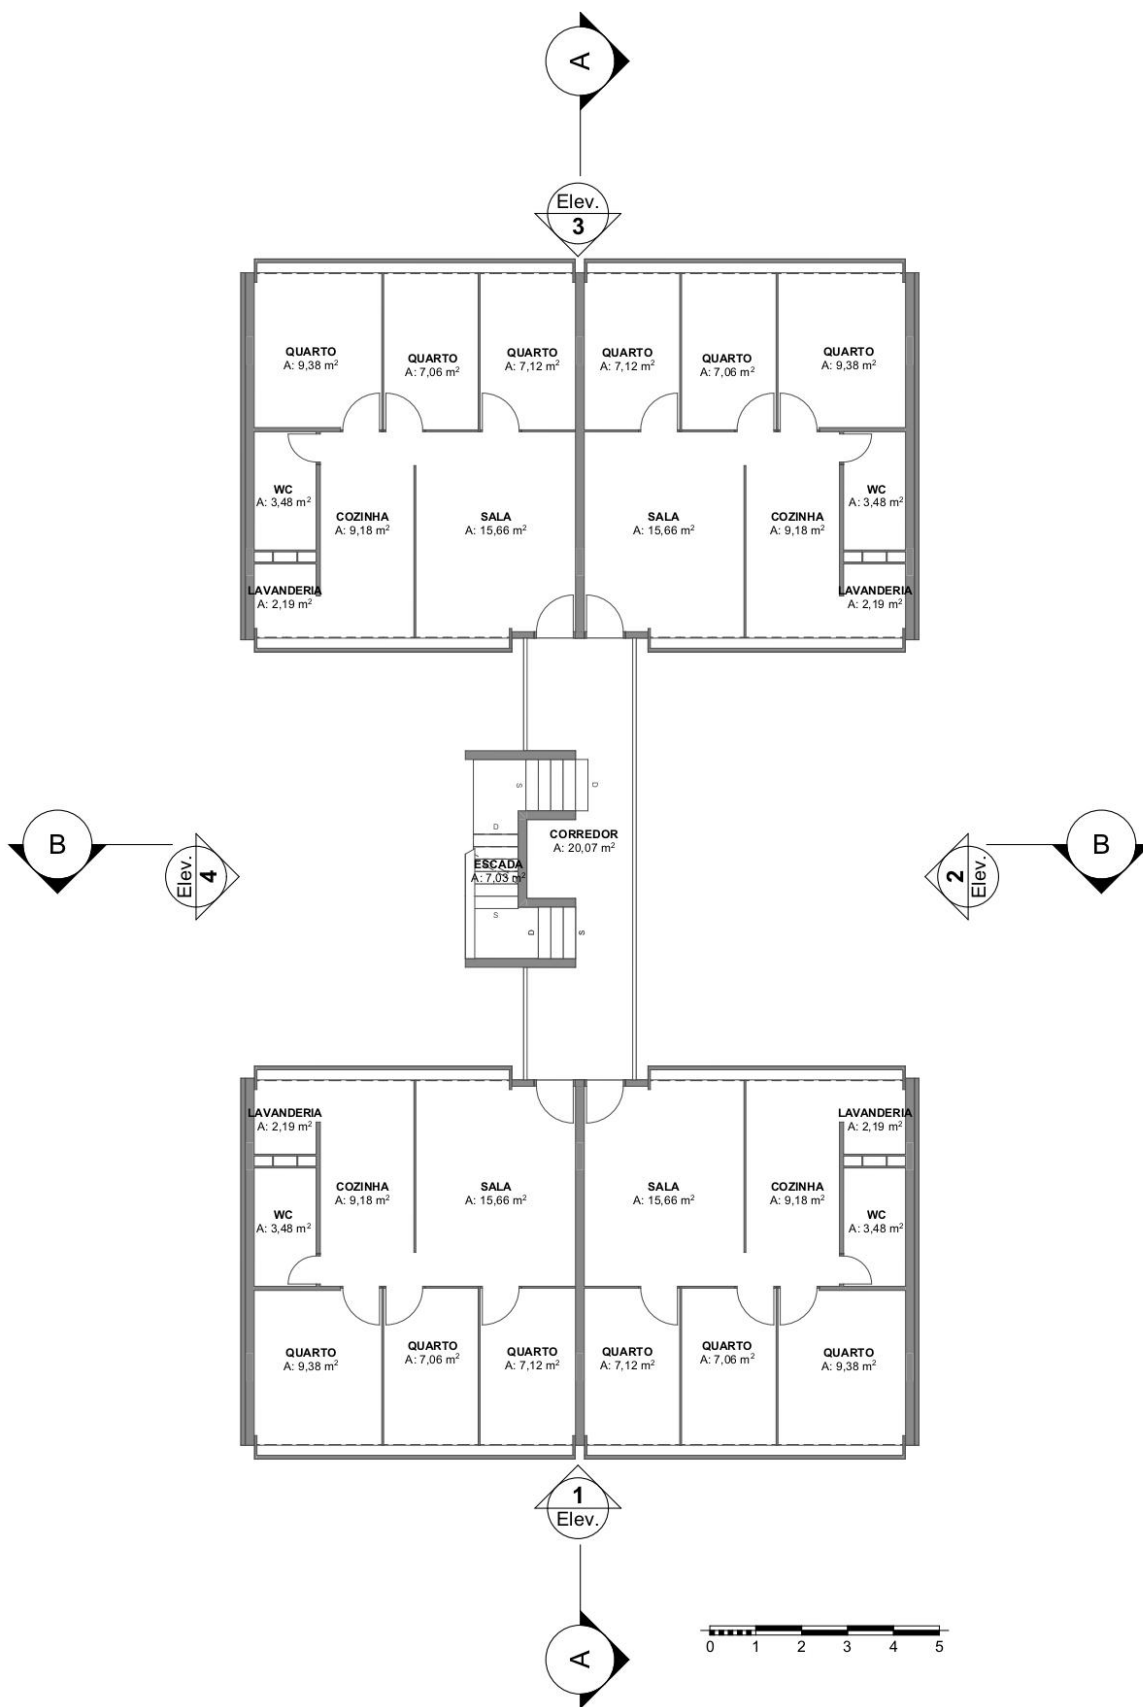 A
Elev.
3
QUARTO
A: 9,38 m²
QUARTO
A: 7,06 m²
QUARTO
A: 7,12 m²
QUARTO
A: 7,12 m²
QUARTO
A: 7,06 m²
QUARTO
A: 9,38 m²
WC
A: 3,48 m²
COZINHA
A: 9,18 m²
SALA
A: 15,66 m²
SALA
A: 15,66 m²
COZINHA
A: 9,18 m²
WC
A: 3,48 m²
LAVANDERIA
A: 2,19 m²
LAVANDERIA
A: 2,19 m²
S
D
D
CORREDOR
A: 20,07 m²
ESCADA
A: 7,03 m²
S
D
S
B
Elev.
4
2
Elev.
B
LAVANDERIA
A: 2,19 m²
LAVANDERIA
A: 2,19 m²
COZINHA
A: 9,18 m²
SALA
A: 15,66 m²
SALA
A: 15,66 m²
COZINHA
A: 9,18 m²
WC
A: 3,48 m²
WC
A: 3,48 m²
QUARTO
A: 9,38 m²
QUARTO
A: 7,06 m²
QUARTO
A: 7,12 m²
QUARTO
A: 7,12 m²
QUARTO
A: 7,06 m²
QUARTO
A: 9,38 m²
1
Elev.
A
0 1 2 3 4 5